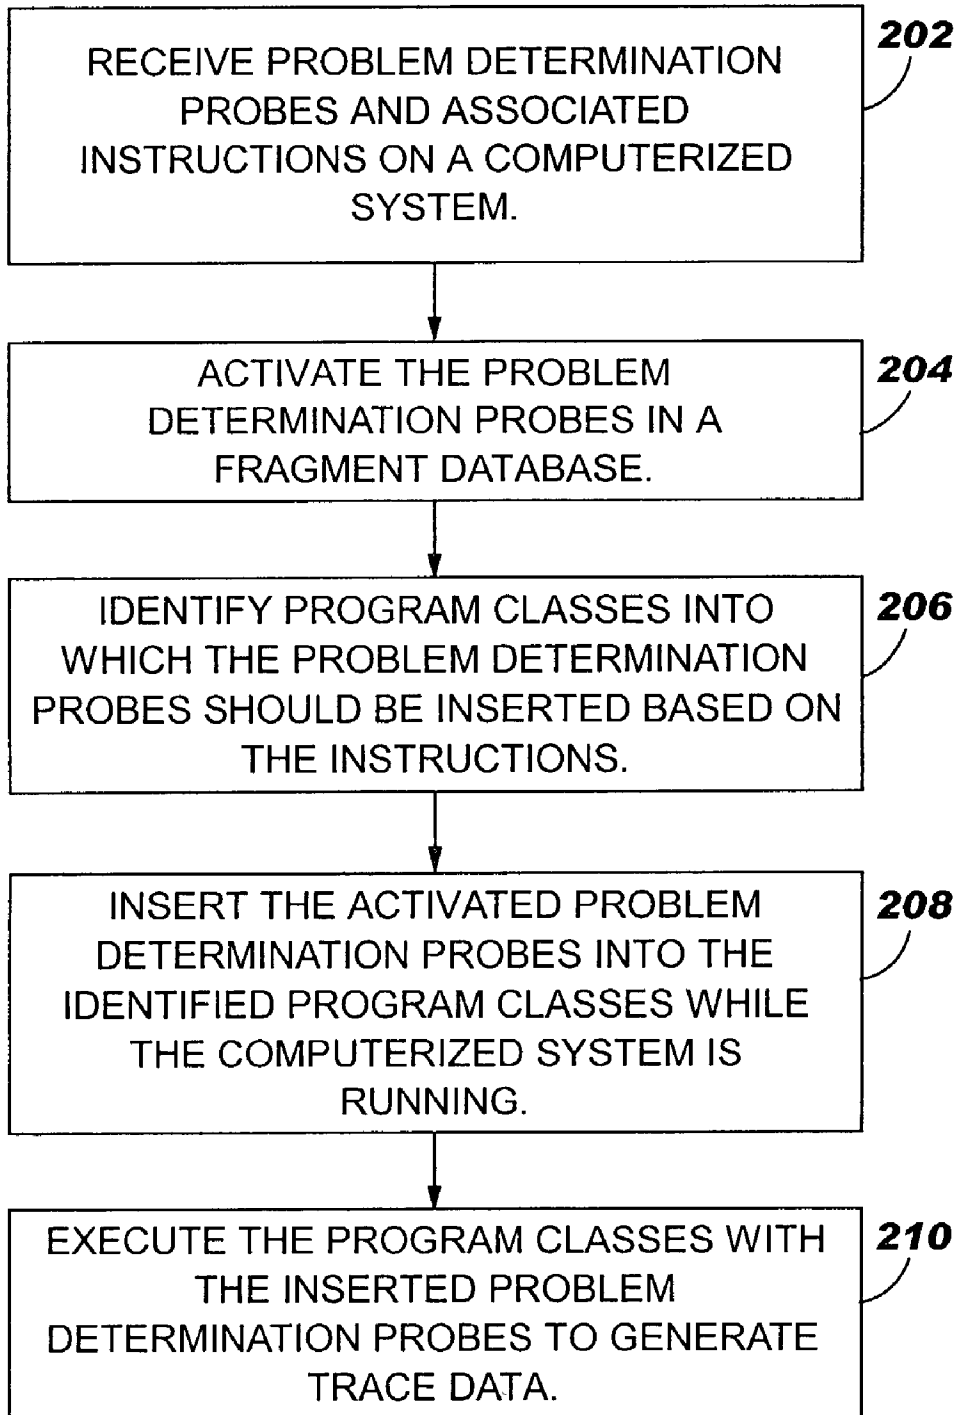 RECEIVE PROBLEM DETERMINATION
PROBES AND ASSOCIATED
INSTRUCTIONS ON A COMPUTERIZED
SYSTEM.
202
ACTIVATE THE PROBLEM
DETERMINATION PROBES IN A
FRAGMENT DATABASE.
204
IDENTIFY PROGRAM CLASSES INTO
WHICH THE PROBLEM DETERMINATION
PROBES SHOULD BE INSERTED BASED ON
THE INSTRUCTIONS.
206
INSERT THE ACTIVATED PROBLEM
DETERMINATION PROBES INTO THE
IDENTIFIED PROGRAM CLASSES WHILE
THE COMPUTERIZED SYSTEM IS
RUNNING.
208
EXECUTE THE PROGRAM CLASSES WITH
THE INSERTED PROBLEM
DETERMINATION PROBES TO GENERATE
TRACE DATA.
210